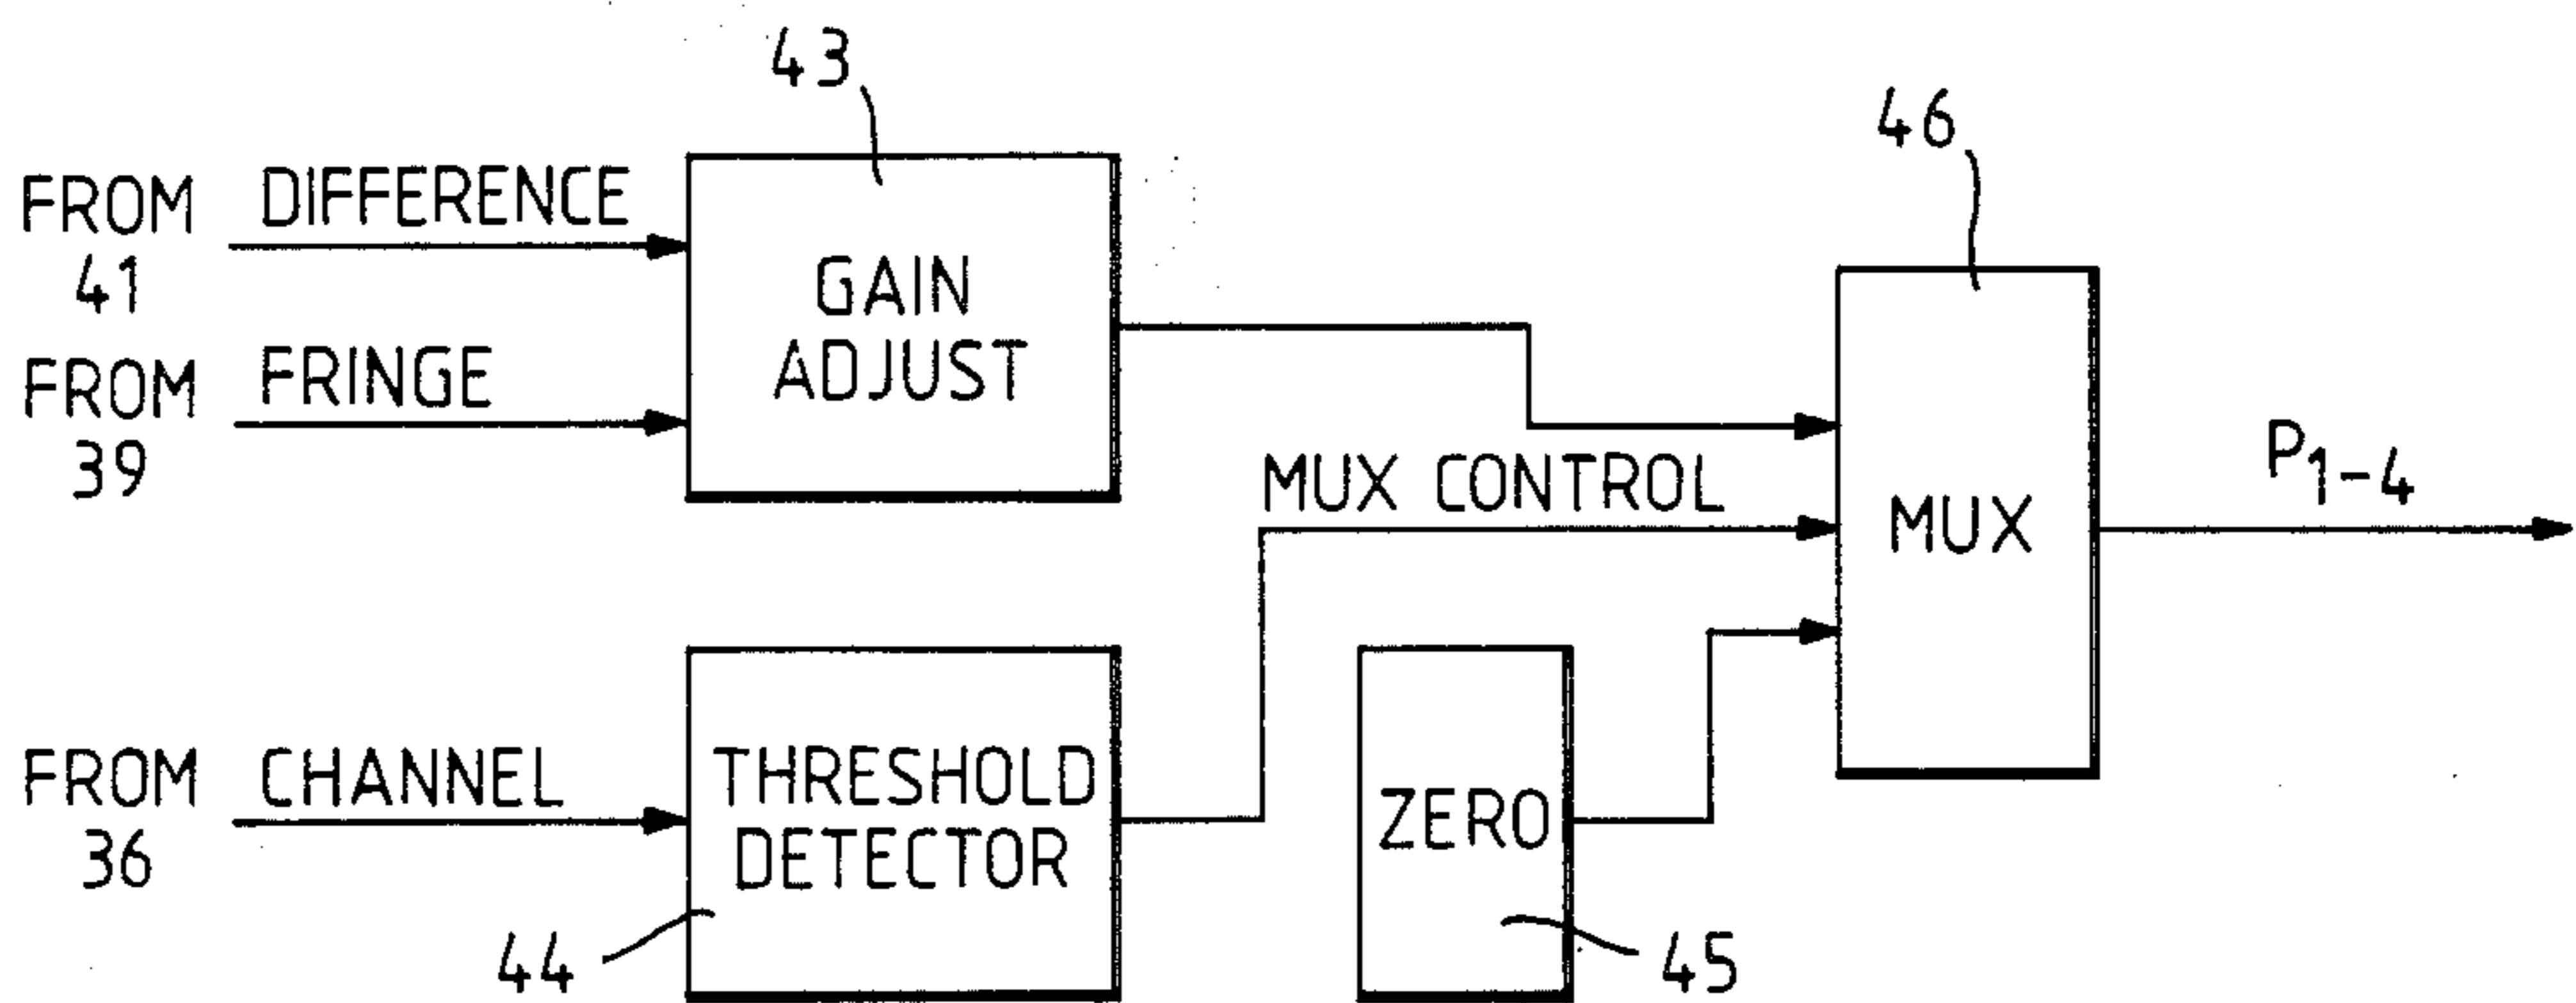 43
46
FROM 41
DIFFERENCE
GAIN
ADJUST
FROM 39
FRINGE
MUX CONTROL
MUX
P1-4
FROM 36
CHANNEL
THRESHOLD
DETECTOR
ZERO
44
45